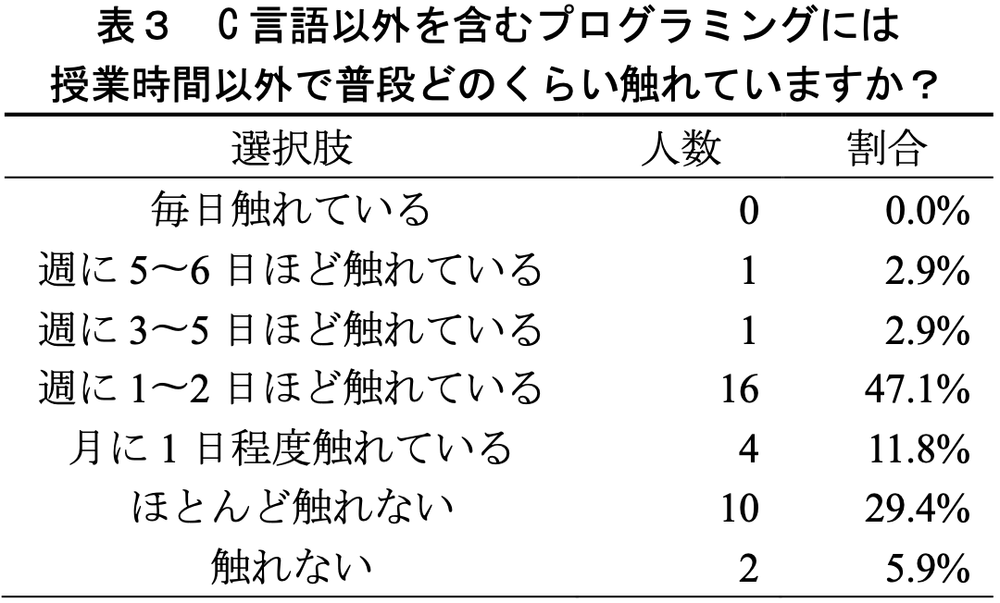 表３　C言語以外を含むプログラミングには
授業時間以外で普段どのくらい触れていますか？
選択肢 人数 割合
毎日触れている 0 0.0%
週に 5〜6 日ほど触れている 1 2.9%
週に 3〜5 日ほど触れている 1 2.9%
週に 1〜2 日ほど触れている 16 47.1%
月に 1 日程度触れている 4 11.8%
ほとんど触れない 10 29.4%
触れない 2 5.9%